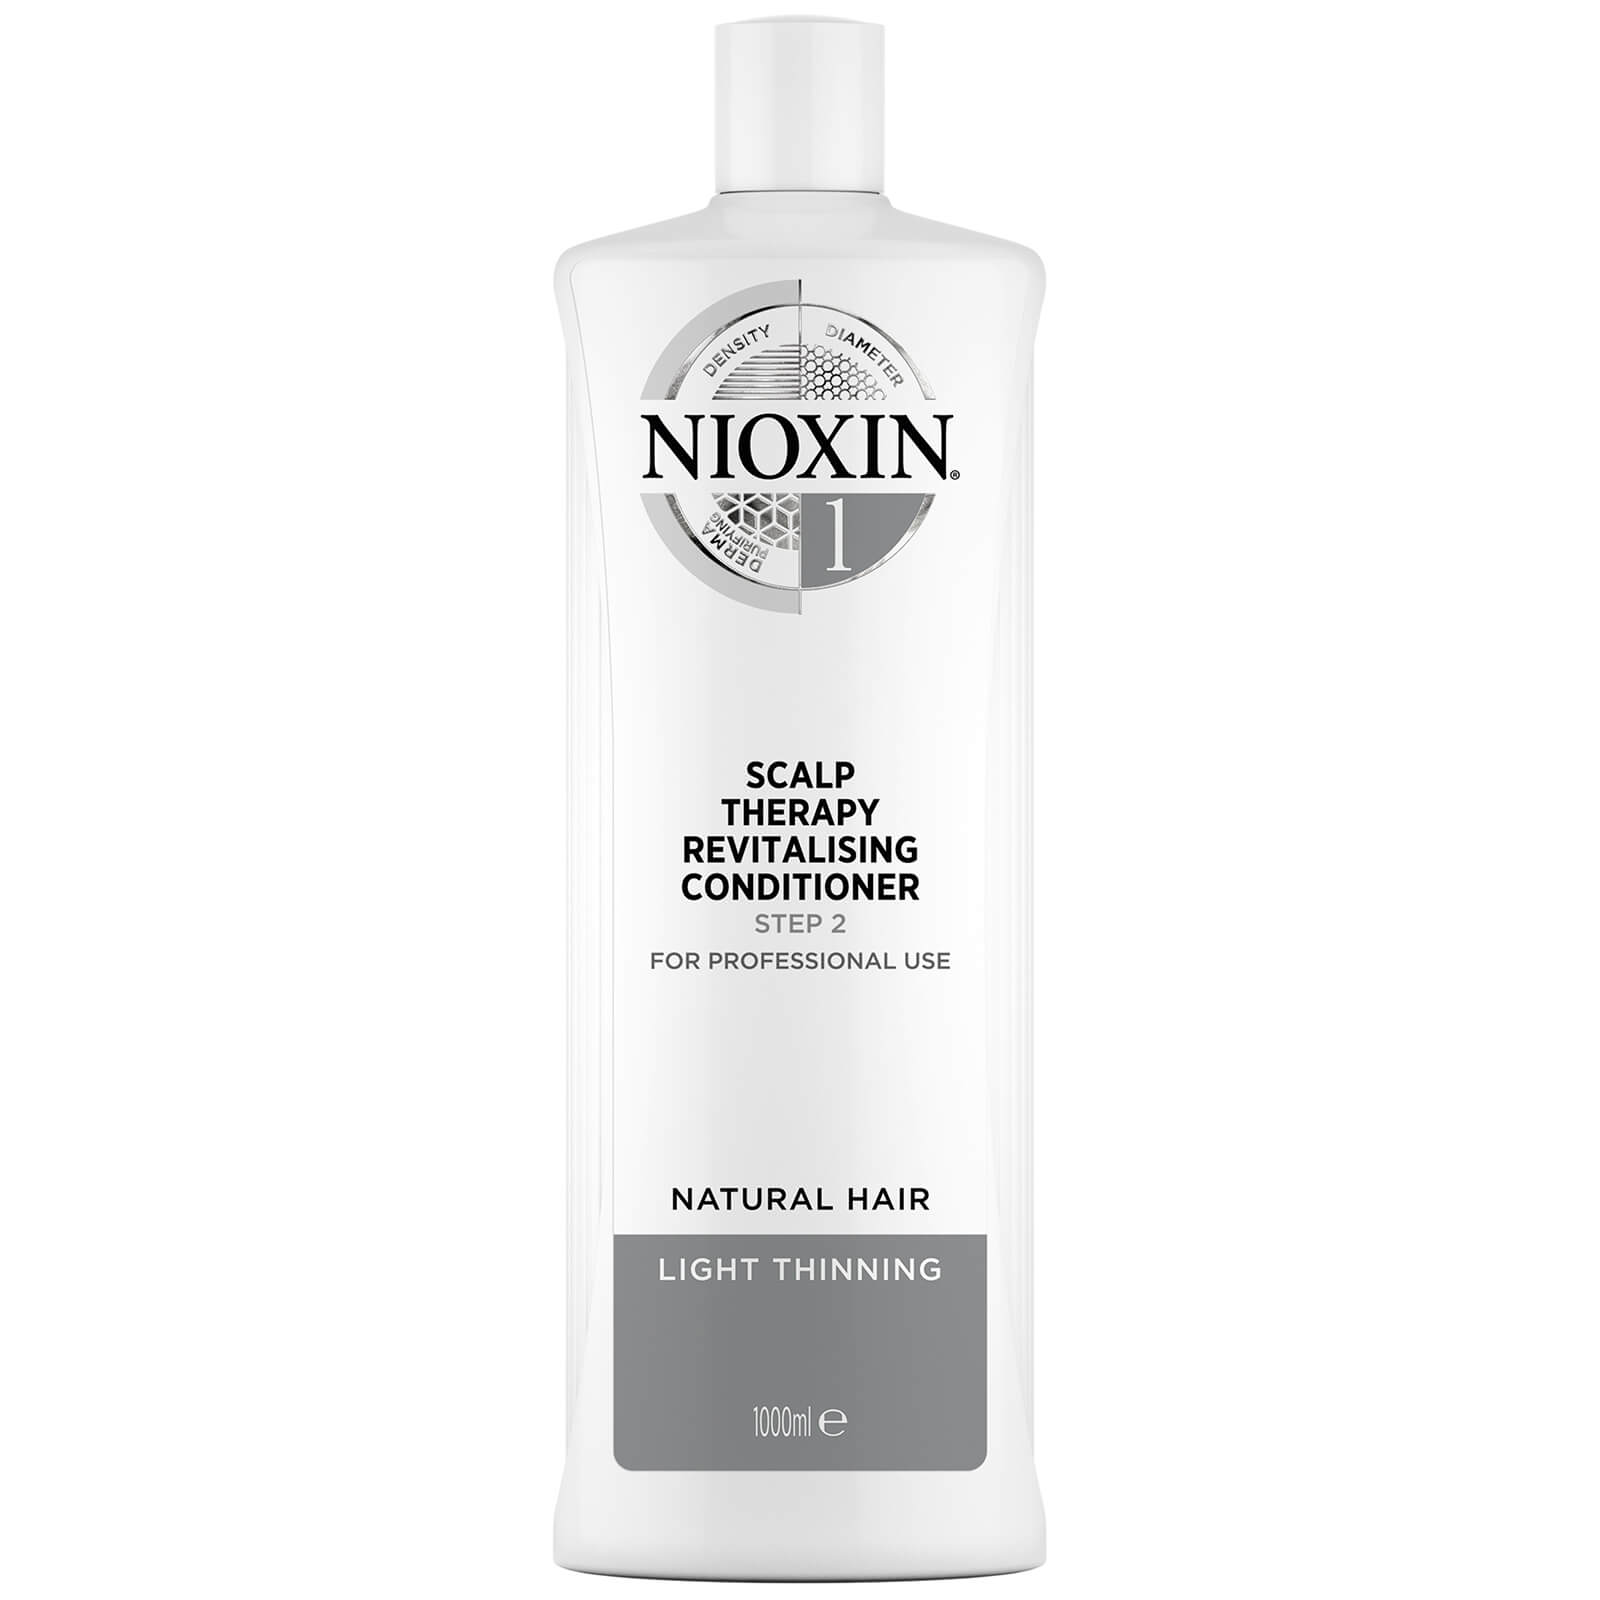 DENSITY
DIAMETER
NIOXIN®
DERMA
PURIFYING
1
SCALP
THERAPY
REVITALISING
CONDITIONER
STEP 2
FOR PROFESSIONAL USE
NATURAL HAIR
LIGHT THINNING
1000ml ℮